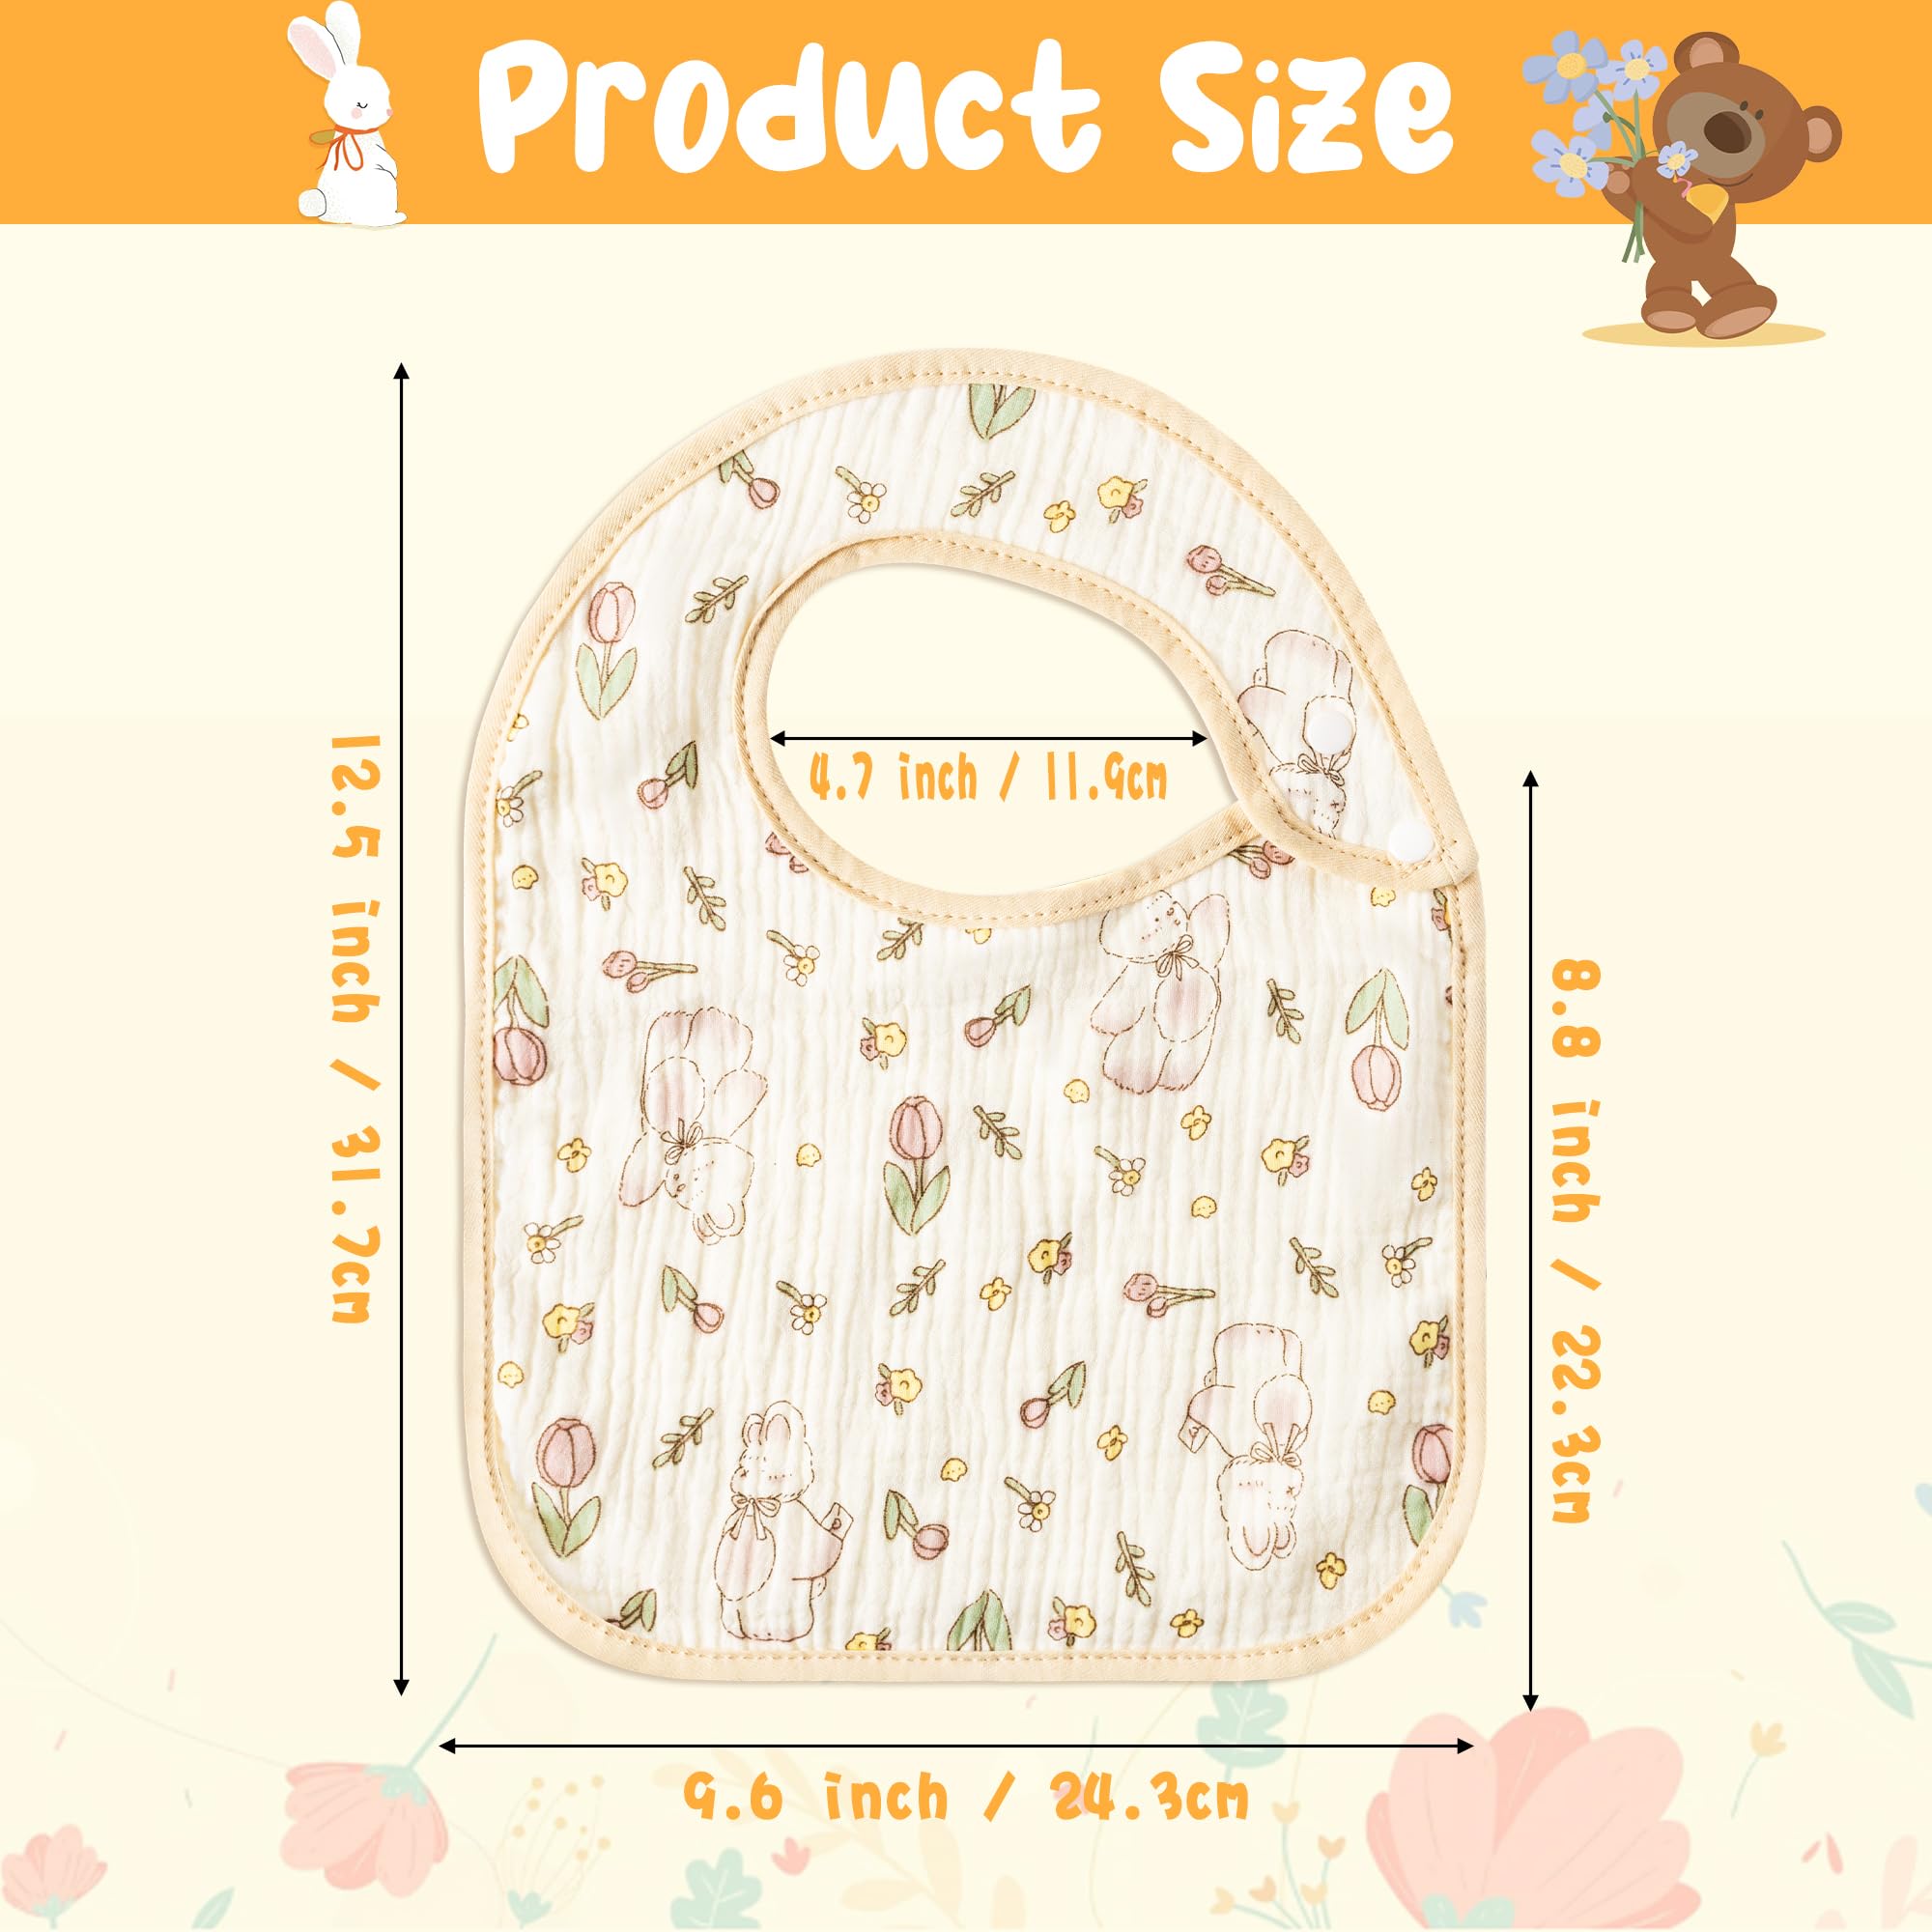 Product Size
4.7 inch / 11.9cm
12.5 inch / 31.7cm
8.8 inch / 22.3cm
9.6 inch / 24.3cm